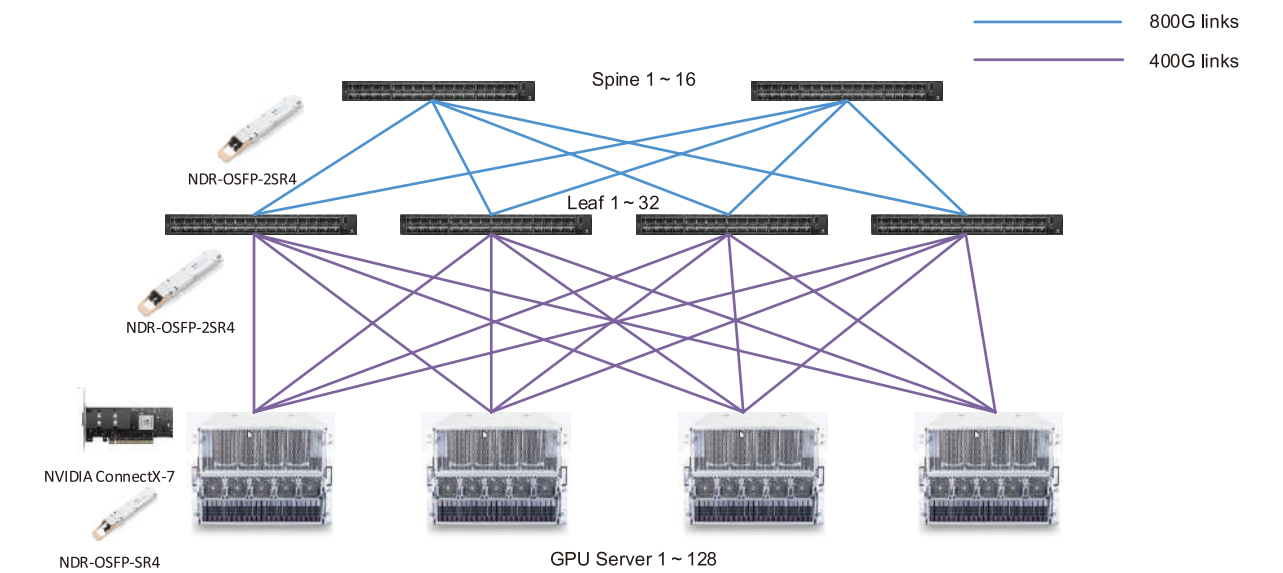 800G links
400G links
Spine 1 ~ 16
NDR-OSFP-2SR4
Leaf 1 ~ 32
NDR-OSFP-2SR4
NVIDIA ConnectX-7
NDR-OSFP-SR4
GPU Server 1 ~ 128